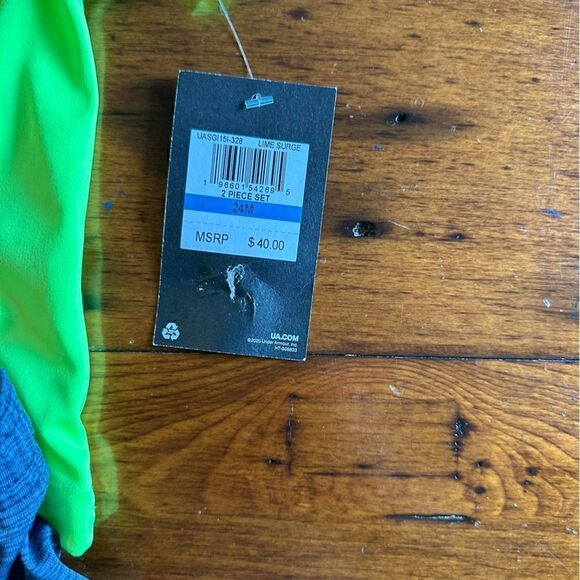 UASGI15I-328 LIME SURGE
1 96601 54269 5
2 PIECE SET
24M
MSRP $ 40.00
UA.COM
©2020 Under Armour, Inc.